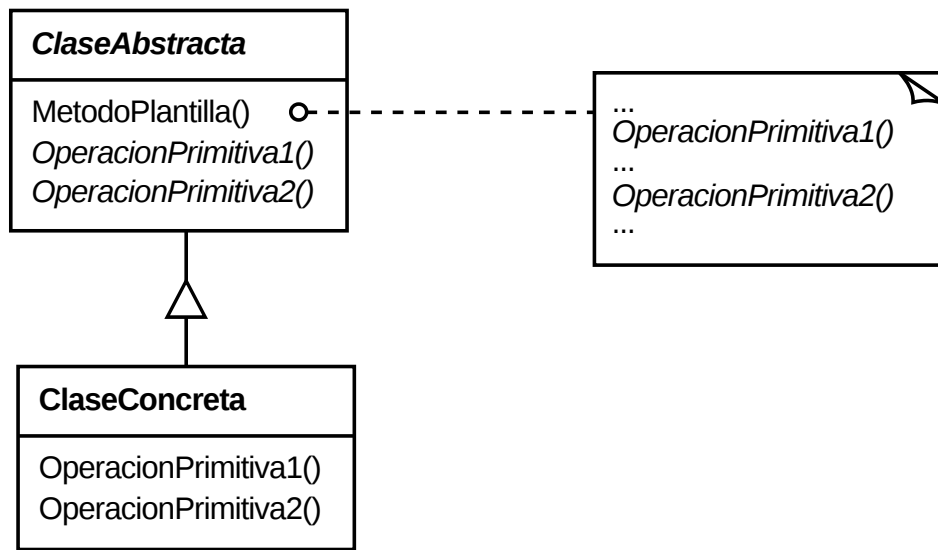 ClaseAbstracta
MetodoPlantilla()
OperacionPrimitiva1()
OperacionPrimitiva2()
...
OperacionPrimitiva1()
...
OperacionPrimitiva2()
...
ClaseConcreta
OperacionPrimitiva1()
OperacionPrimitiva2()